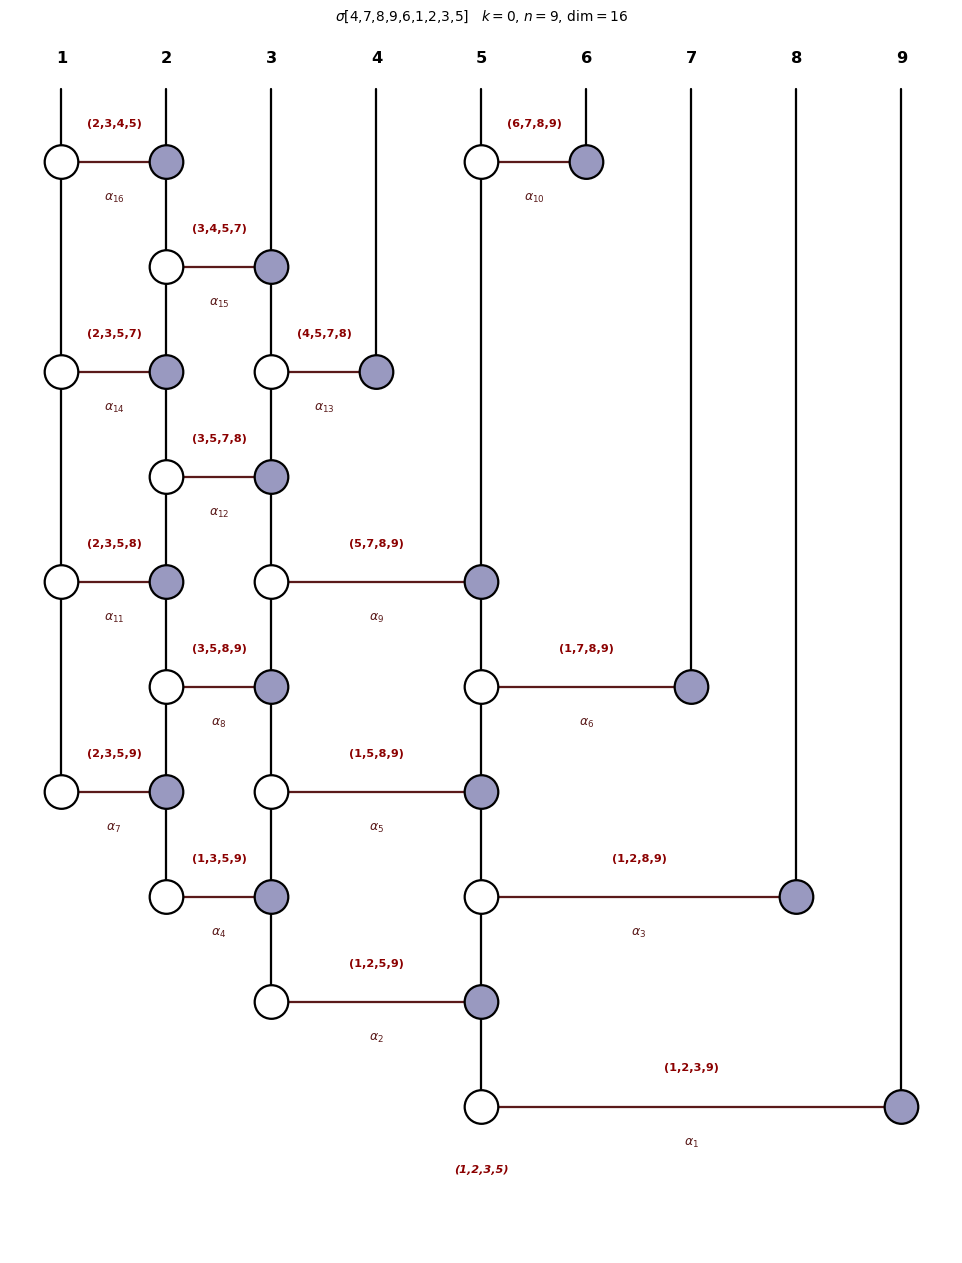 σ[4,7,8,9,6,1,2,3,5] k = 0, n = 9, dim = 16
1 2 3 4 5 6 7 8 9
(2,3,4,5) (6,7,8,9)
α₁₆ α₁₀
(3,4,5,7)
α₁₅
(2,3,5,7) (4,5,7,8)
α₁₄ α₁₃
(3,5,7,8)
α₁₂
(2,3,5,8) (5,7,8,9)
α₁₁ α₉
(3,5,8,9) (1,7,8,9)
α₈ α₆
(2,3,5,9) (1,5,8,9)
α₇ α₅
(1,3,5,9) (1,2,8,9)
α₄ α₃
(1,2,5,9)
α₂
(1,2,3,9)
α₁
(1,2,3,5)